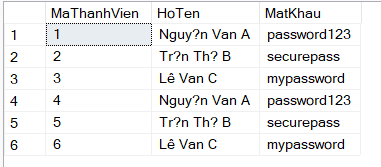 MaThanhVien HoTen MatKhau
1 1 Nguy?n Van A password123
2 2 Tr?n Th? B securepass
3 3 Lê Van C mypassword
4 4 Nguy?n Van A password123
5 5 Tr?n Th? B securepass
6 6 Lê Van C mypassword